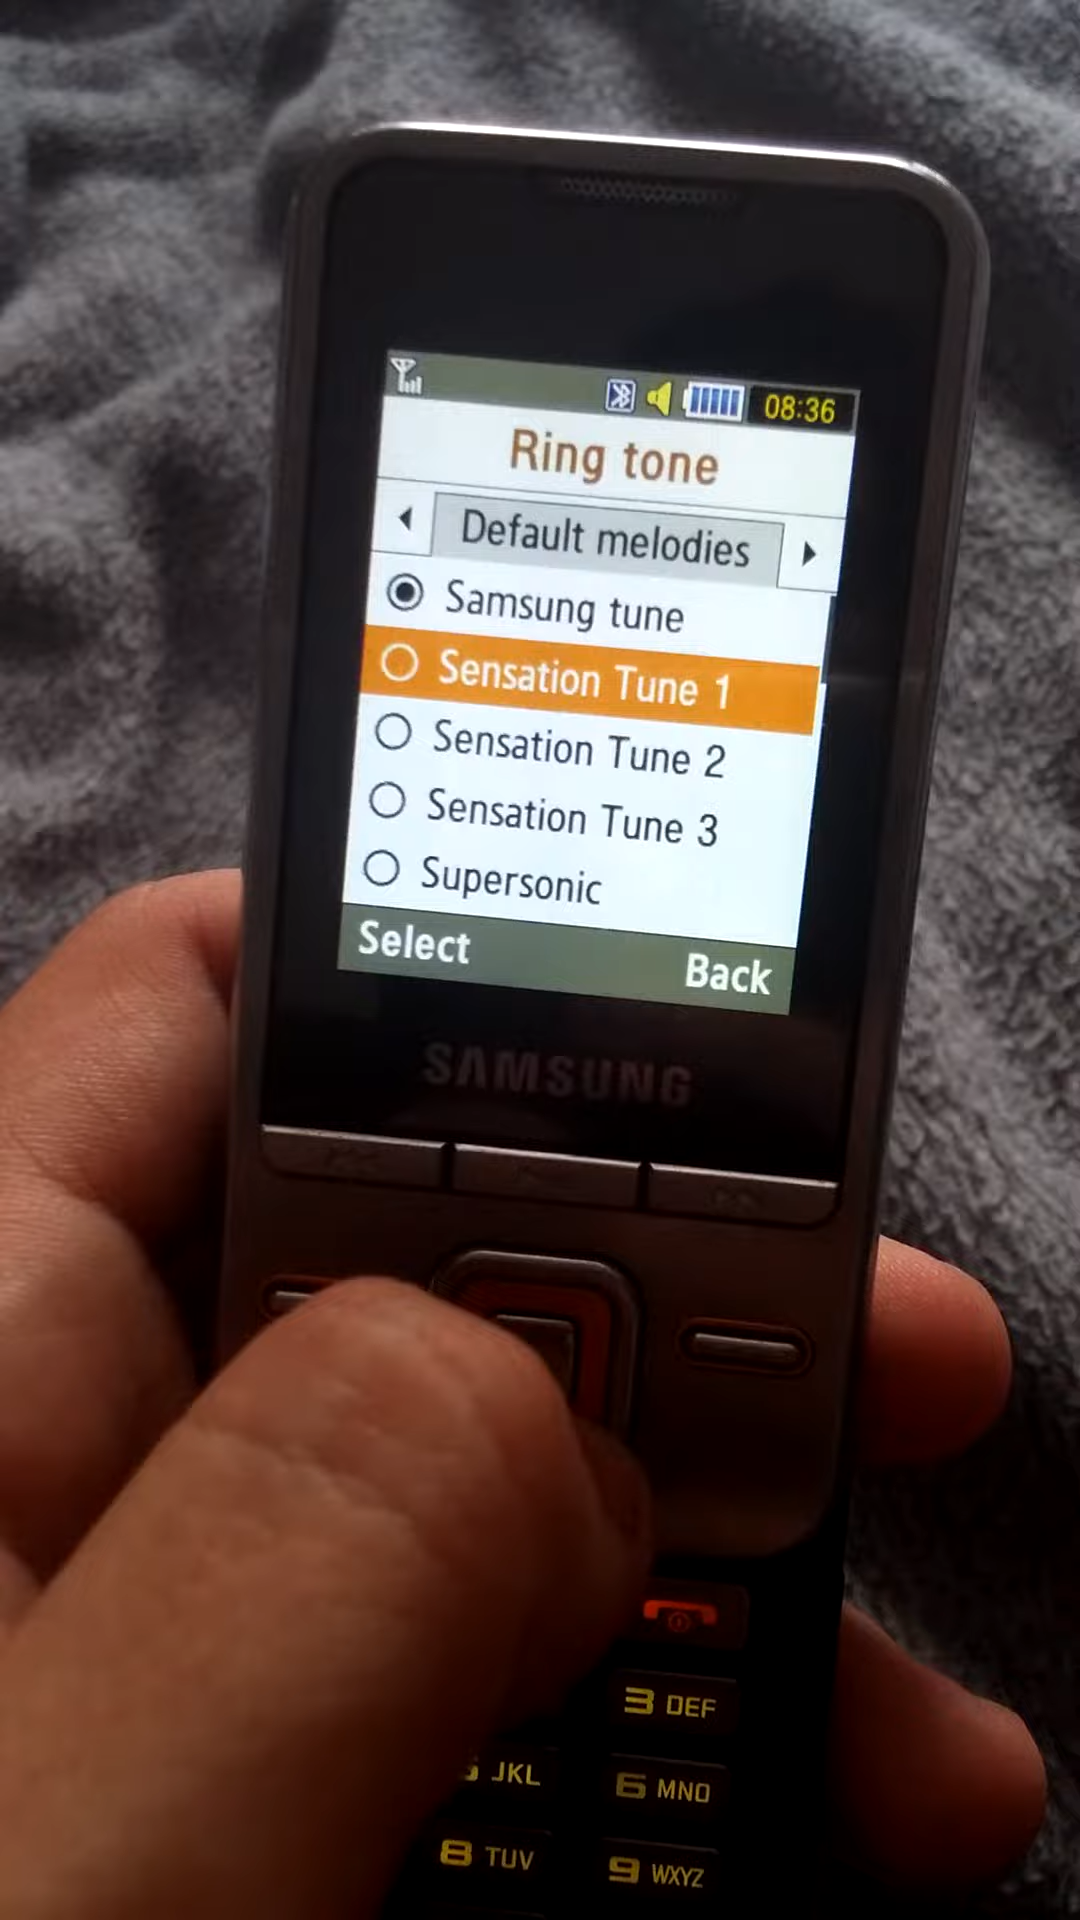 08:36
Ring tone
Default melodies
Samsung tune
Sensation Tune 1
Sensation Tune 2
Sensation Tune 3
Supersonic
Select Back
SAMSUNG
3 DEF
JKL 6 MNO
8 TUV 9 WXYZ